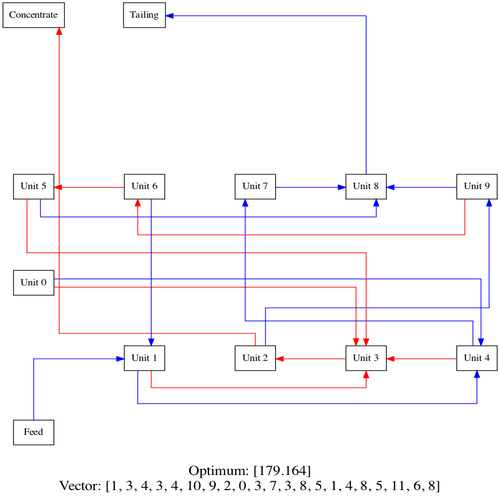 Concentrate
Tailing
Unit 5
Unit 6
Unit 7
Unit 8
Unit 9
Unit 0
Unit 1
Unit 2
Unit 3
Unit 4
Feed
Optimum: [179.164]
Vector: [1, 3, 4, 3, 4, 10, 9, 2, 0, 3, 7, 3, 8, 5, 1, 4, 8, 5, 11, 6, 8]